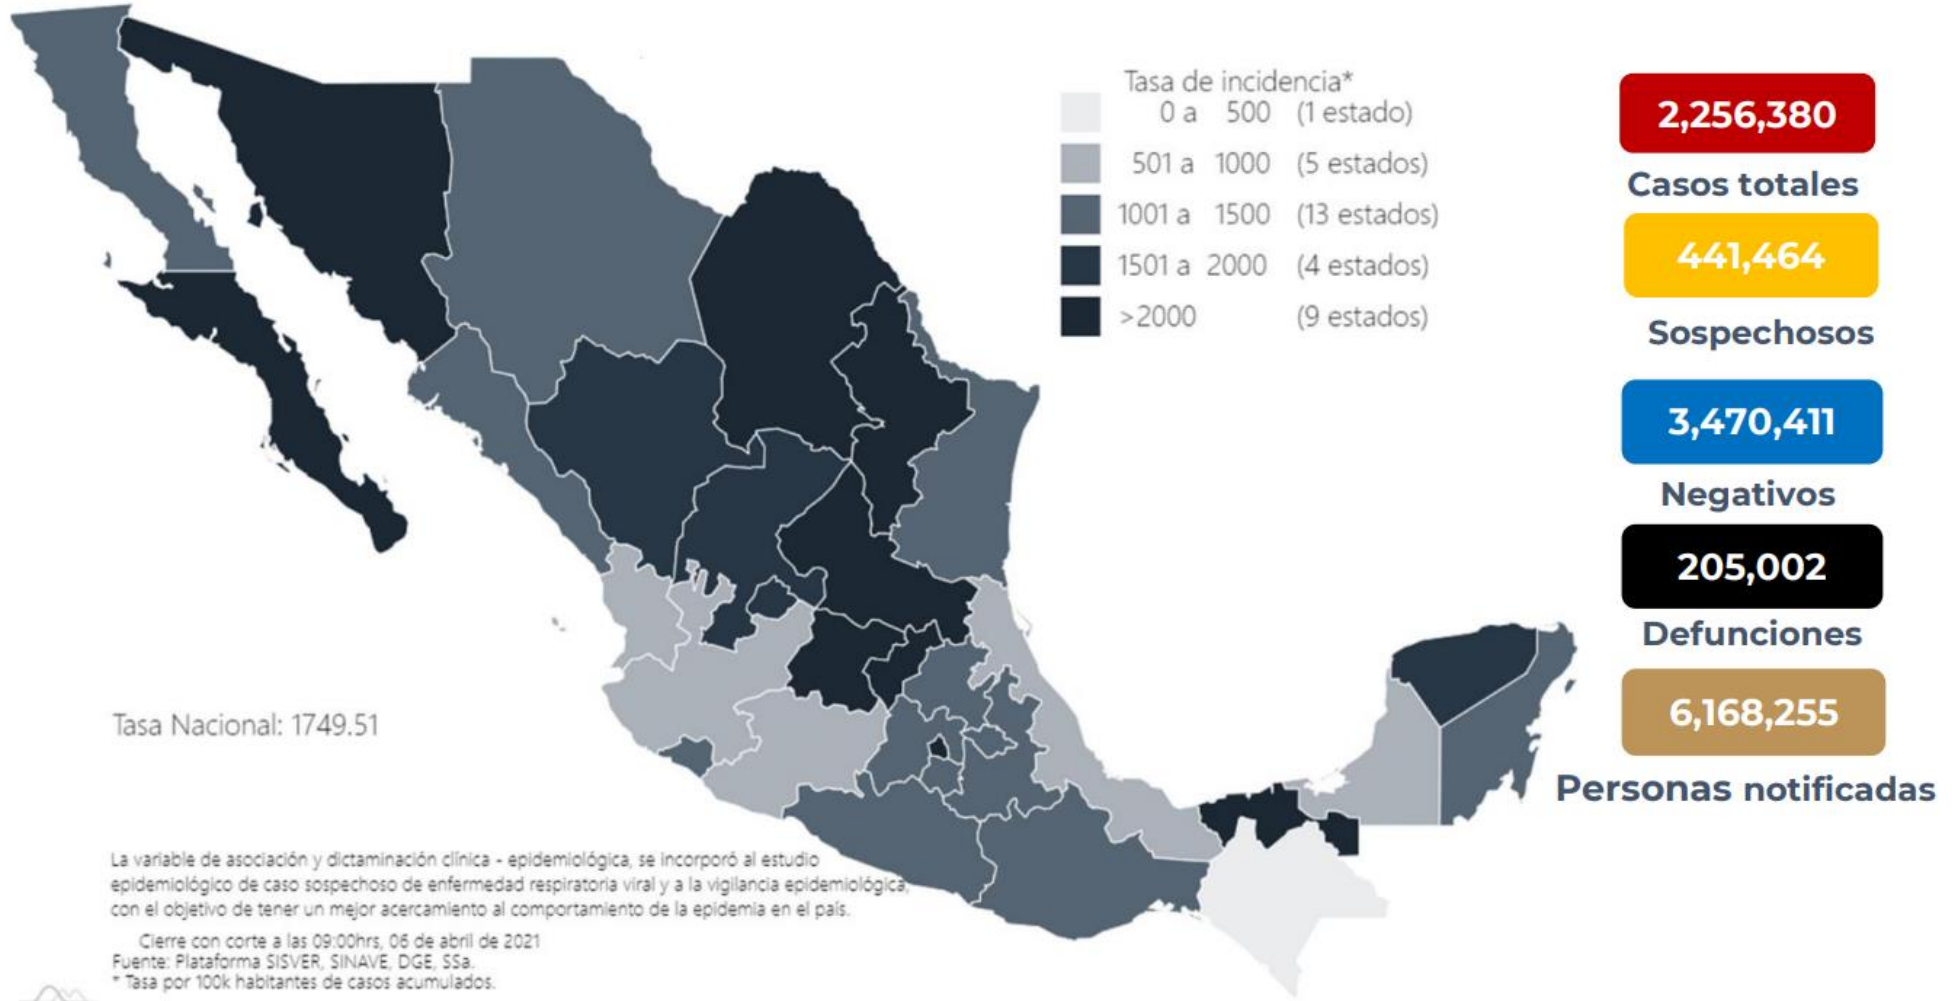 Tasa de incidencia*
0 a 500 (1 estado)
501 a 1000 (5 estados)
1001 a 1500 (13 estados)
1501 a 2000 (4 estados)
>2000 (9 estados)
2,256,380
Casos totales
441,464
Sospechosos
3,470,411
Negativos
205,002
Defunciones
6,168,255
Personas notificadas
Tasa Nacional: 1749.51
La variable de asociación y dictaminación clínica - epidemiológica, se incorporó al estudio
epidemiológico de caso sospechoso de enfermedad respiratoria viral y a la vigilancia epidemiológica,
con el objetivo de tener un mejor acercamiento al comportamiento de la epidemia en el país.
Cierre con corte a las 09:00hrs, 06 de abril de 2021
Fuente: Plataforma SISVER, SINAVE, DGE, SSa.
* Tasa por 100k habitantes de casos acumulados.